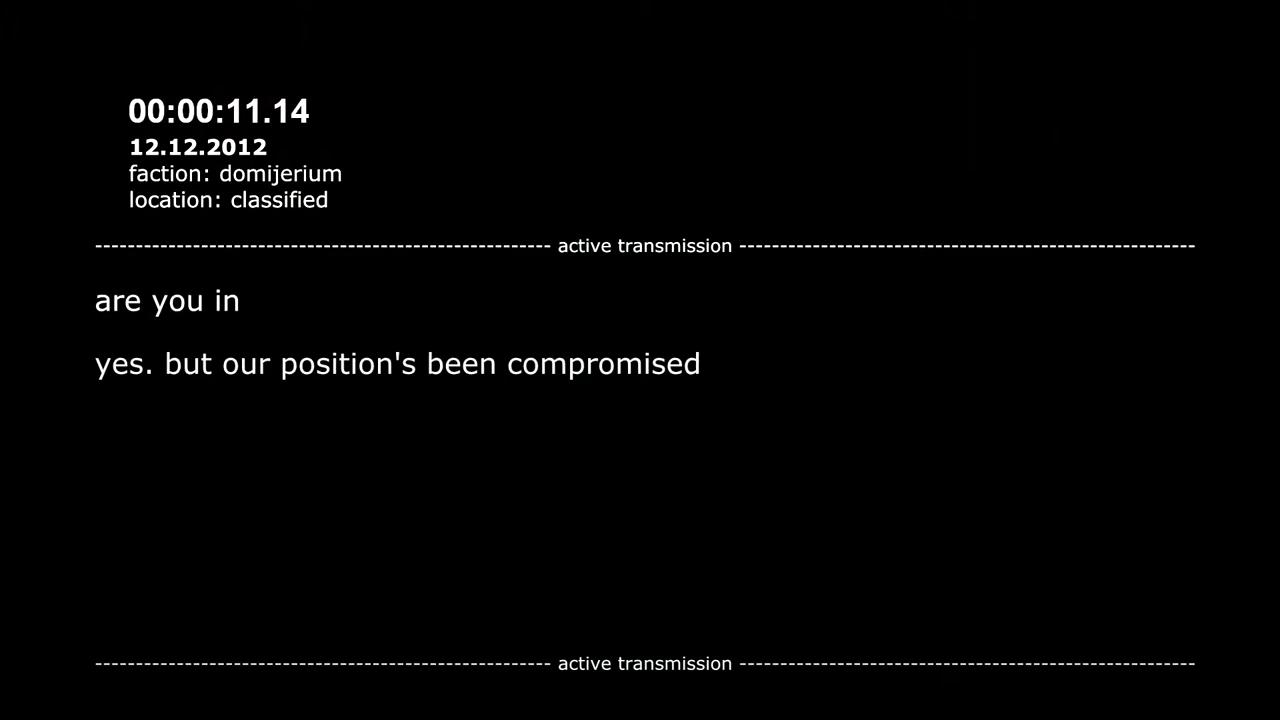 00:00:11.14
12.12.2012
faction: domijerium
location: classified
-------------------------------------------------------- active transmission --------------------------------------------------------
are you in
yes. but our position's been compromised
-------------------------------------------------------- active transmission --------------------------------------------------------